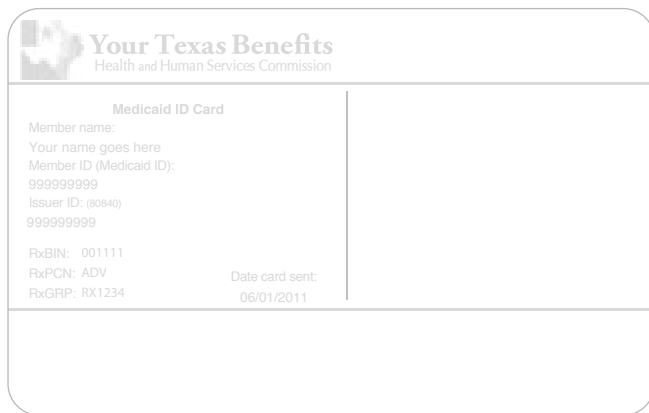 Your Texas Benefits
Health and Human Services Commission
Medicaid ID Card
Member name:
Your name goes here
Member ID (Medicaid ID):
999999999
Issuer ID: (80840)
999999999
RxBIN: 001111
RxPCN: ADV
RxGRP: RX1234
Date card sent:
06/01/2011